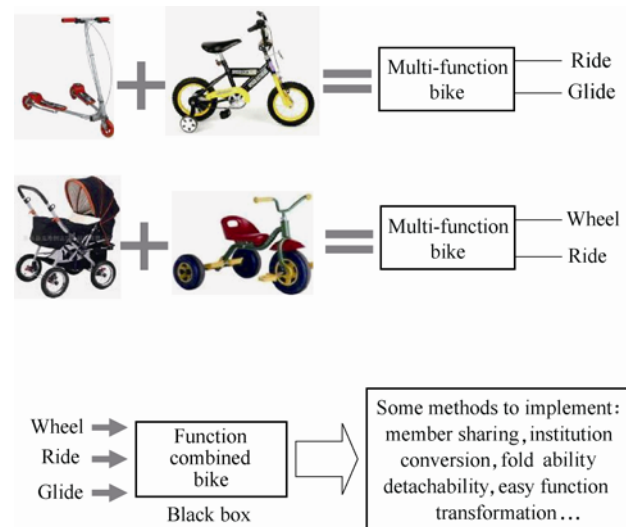 Multi-function
bike
Ride
Glide
Multi-function
bike
Wheel
Ride
Wheel
Ride
Glide
Function
combined
bike
Black box
Some methods to implement:
member sharing, institution
conversion, fold ability
detachability, easy function
transformation…